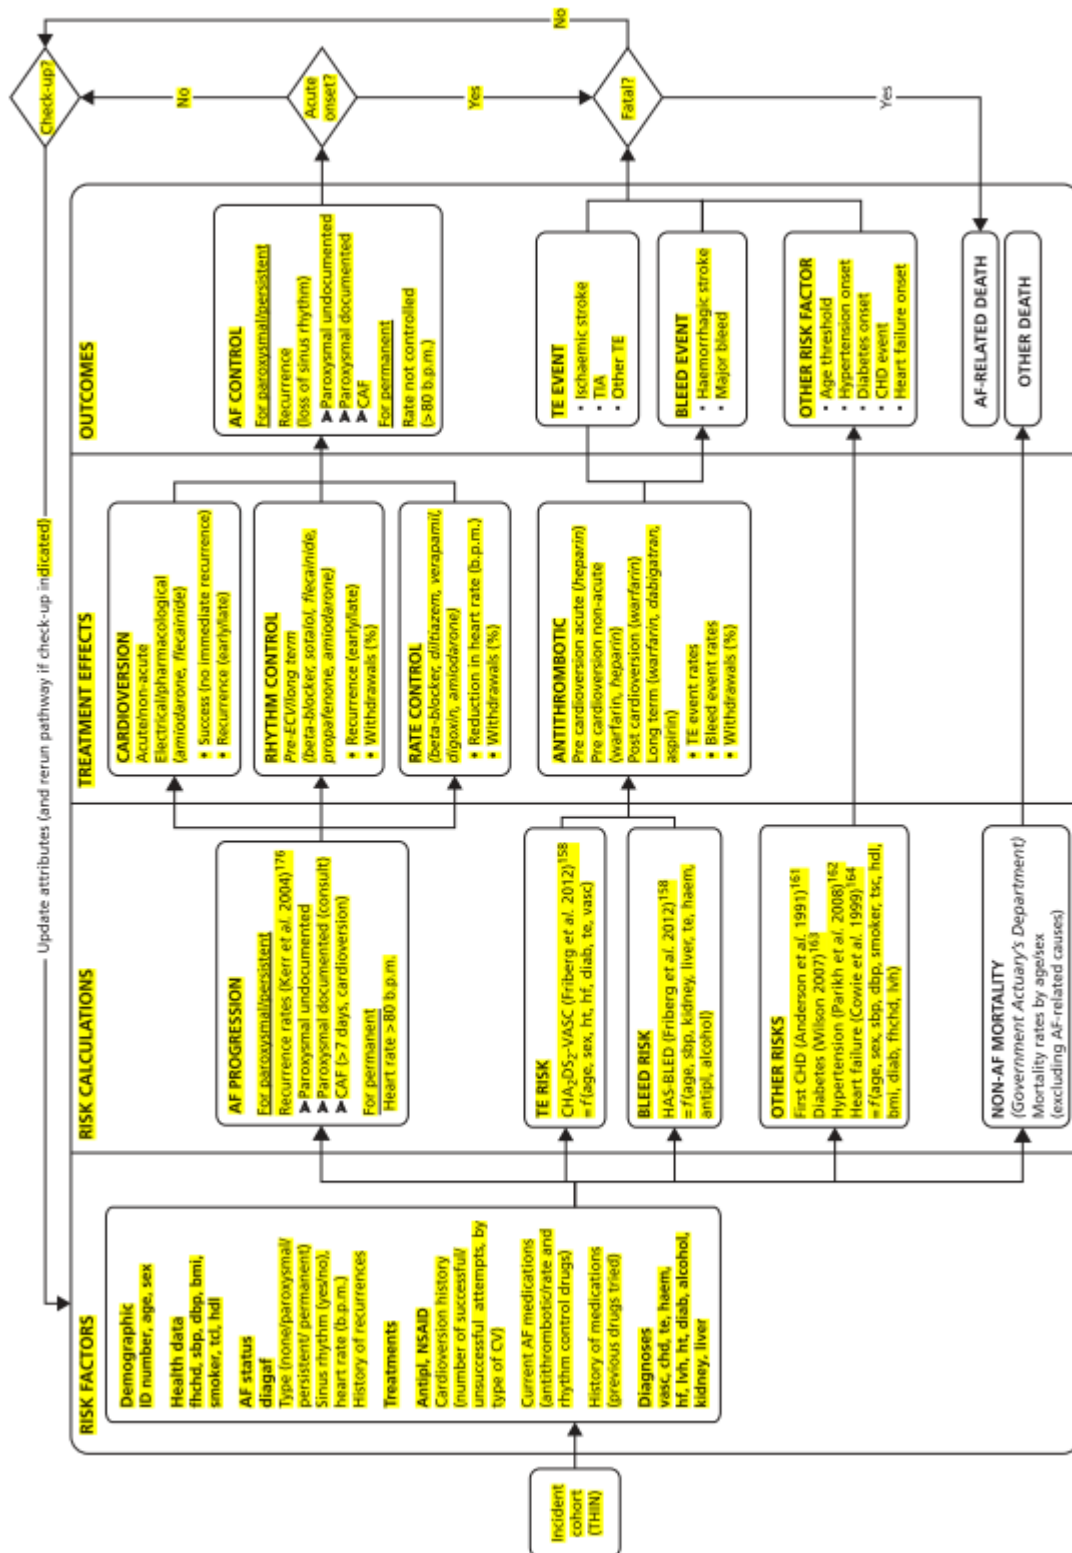 Update attributes (and rerun pathway if check-up indicated)
Incident
cohort
(THIN)
RISK FACTORS
Demographic
ID number, age, sex
Health data
fhchd, sbp, dbp, bmi,
smoker, tcl, hdl
AF status
diagaf
Type (none/paroxysmal/
persistent/ permanent)
Sinus rhythm (yes/no),
heart rate (b.p.m.)
History of recurrences
Treatments
Antipl, NSAID
Cardioversion history
(number of successful/
unsuccessful attempts, by
type of CV)
Current AF medications
(antithrombotic/rate and
rhythm control drugs)
History of medications
(previous drugs tried)
Diagnoses
vasc, chd, te, haem,
hf, lvh, ht, diab, alcohol,
kidney, liver
RISK CALCULATIONS
AF PROGRESSION
For paroxysmal/persistent
Recurrence rates (Kerr et al. 2004)176
➤ Paroxysmal undocumented
➤ Paroxysmal documented (consult)
➤ CAF (>7 days, cardioversion)
For permanent
Heart rate >80 b.p.m.
TE RISK
CHA2DS2-VASC (Friberg et al. 2012)158
=f(age, sex, ht, hf, diab, te, vasc)
BLEED RISK
HAS-BLED (Friberg et al. 2012)158
=f(age, sbp, kidney, liver, te, haem,
antipl, alcohol)
OTHER RISKS
First CHD (Anderson et al. 1991)161
Diabetes (Wilson 2007)163
Hypertension (Parikh et al. 2008)162
Heart failure (Cowie et al. 1999)164
=f(age, sex, sbp, dbp, smoker, tsc, hdl,
bmi, diab, fhchd, lvh)
NON-AF MORTALITY
(Government Actuary's Department)
Mortality rates by age/sex
(excluding AF-related causes)
TREATMENT EFFECTS
CARDIOVERSION
Acute/non-acute
Electrical/pharmacological
(amiodarone, flecainide)
• Success (no immediate recurrence)
• Recurrence (early/late)
RHYTHM CONTROL
Pre-ECV/long term
(beta-blocker, sotalol, flecainide,
propafenone, amiodarone)
• Recurrence (early/late)
• Withdrawals (%)
RATE CONTROL
(beta-blocker, diltiazem, verapamil,
digoxin, amiodarone)
• Reduction in heart rate (b.p.m.)
• Withdrawals (%)
ANTITHROMBOTIC
Pre cardioversion acute (heparin)
Pre cardioversion non-acute
(warfarin, heparin)
Post cardioversion (warfarin)
Long term (warfarin, dabigatran,
aspirin)
• TE event rates
• Bleed event rates
• Withdrawals (%)
OUTCOMES
AF CONTROL
For paroxysmal/persistent
Recurrence
(loss of sinus rhythm)
➤ Paroxysmal undocumented
➤ Paroxysmal documented
➤ CAF
For permanent
Rate not controlled
(>80 b.p.m.)
TE EVENT
• Ischaemic stroke
• TIA
• Other TE
BLEED EVENT
• Haemorrhagic stroke
• Major bleed
OTHER RISK FACTOR
• Age threshold
• Hypertension onset
• Diabetes onset
• CHD event
• Heart failure onset
AF-RELATED DEATH
OTHER DEATH
Check-up?
No
Acute
onset?
Yes
Fatal?
No
Yes